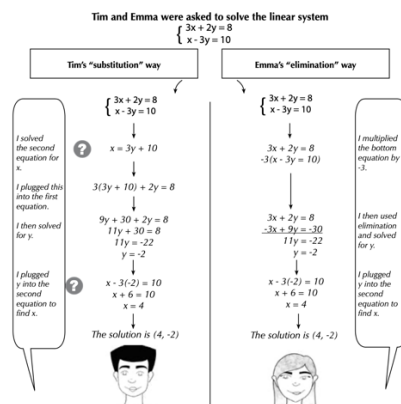 Tim and Emma were asked to solve the linear system
3x + 2y = 8
x - 3y = 10
Tim's "substitution" way
3x + 2y = 8
x - 3y = 10
I solved
the second
equation for
x.
?
x = 3y + 10
I plugged this
into the first
equation.
3(3y + 10) + 2y = 8
I then solved
for y.
9y + 30 + 2y = 8
11y + 30 = 8
11y = -22
y = -2
I plugged
y into the
second
equation to
find x.
?
x - 3(-2) = 10
x + 6 = 10
x = 4
The solution is (4, -2)
Emma's "elimination" way
3x + 2y = 8
x - 3y = 10
I multiplied
the bottom
equation by
-3.
3x + 2y = 8
-3(x - 3y = 10)
I then used
elimination
and solved
for y.
3x + 2y = 8
-3x + 9y = -30
11y = -22
y = -2
I plugged
y into the
second
equation to
find x.
x - 3(-2) = 10
x + 6 = 10
x = 4
The solution is (4, -2)